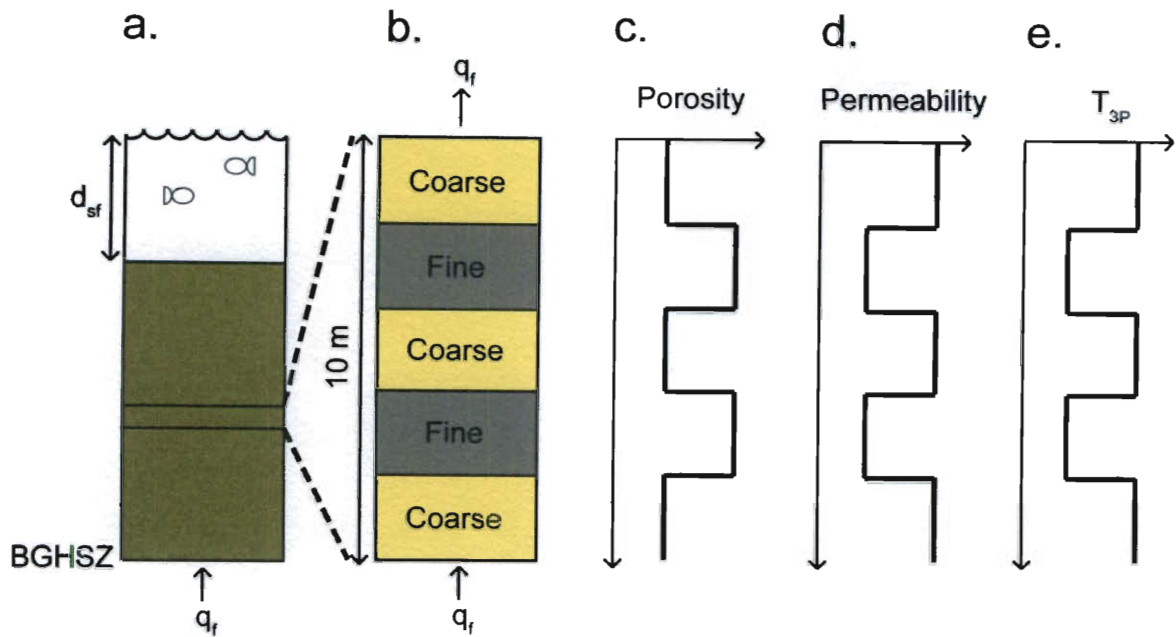 a.
b.
c.
d.
e.
q_f
Porosity
Permeability
T_3P
d_sf
Coarse
Fine
Coarse
Fine
Coarse
10 m
BGHSZ
q_f
q_f